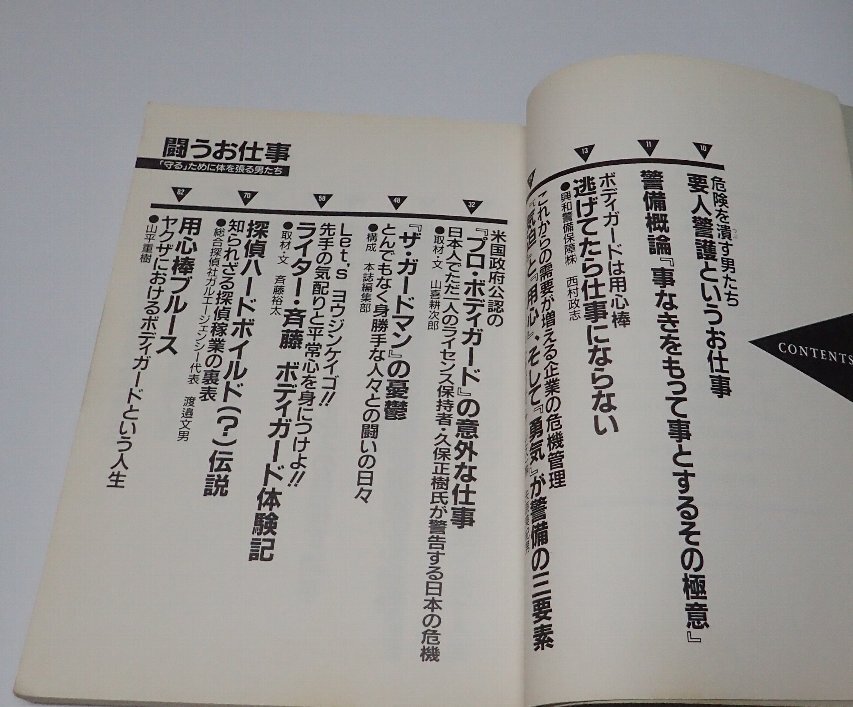 CONTENTS
10
危険を潰す男たち
要人警護というお仕事
11
警備概論『事なきをもって事とするその極意』
13
ボディガードは用心棒
逃げてたら仕事にならない
●興和警備保障㈱ 西村政志
これからの需要が増える企業の危機管理
と『用心』、そして『勇気』が警備の三要素
闘うお仕事
「守る」ために体を張る男たち
32
米国政府公認の
『プロ・ボディガード』の意外な仕事
日本人でただ一人のライセンス保持者・久保正樹氏が警告する日本の危機
●取材・文 山喜耕次郎
48
『ザ・ガードマン』の憂鬱
とんでもなく身勝手な人々との闘いの日々
●構成 本誌編集部
58
Let's ヨウジンケイゴ!!
先手の気配りと平常心を身につけよ!!
ライター・斉藤 ボディガード体験記
●取材・文 斉藤裕太
70
探偵ハードボイルド(?)伝説
知られざる探偵稼業の裏表
●総合探偵社ガルエージェンシー代表 渡邉文男
82
用心棒ブルース
ヤクザにおけるボディガードという人生
●山平重樹